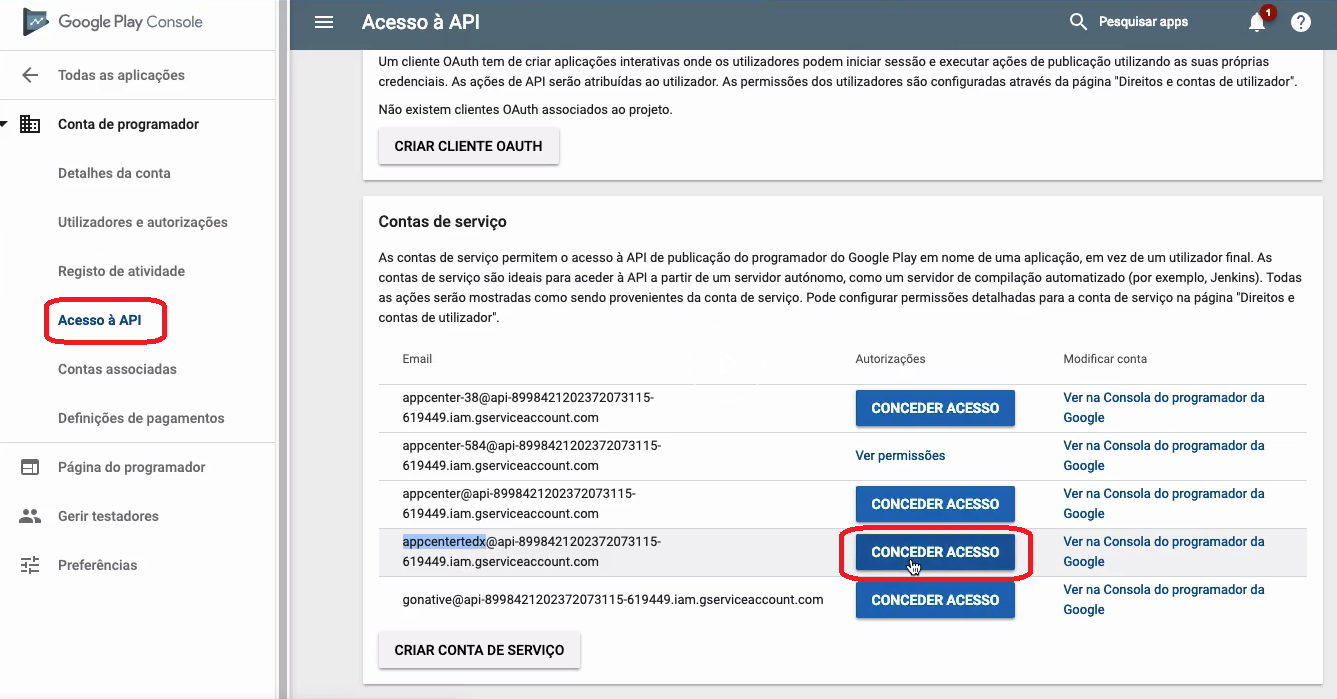 Google Play Console
Acesso à API
Pesquisar apps
1
?
Todas as aplicações
Conta de programador
Detalhes da conta
Utilizadores e autorizações
Registo de atividade
Acesso à API
Contas associadas
Definições de pagamentos
Página do programador
Gerir testadores
Preferências
Um cliente OAuth tem de criar aplicações interativas onde os utilizadores podem iniciar sessão e executar ações de publicação utilizando as suas próprias
credenciais. As ações de API serão atribuídas ao utilizador. As permissões dos utilizadores são configuradas através da página "Direitos e contas de utilizador".
Não existem clientes OAuth associados ao projeto.
CRIAR CLIENTE OAUTH
Contas de serviço
As contas de serviço permitem o acesso à API de publicação do programador do Google Play em nome de uma aplicação, em vez de um utilizador final. As
contas de serviço são ideais para aceder à API a partir de um servidor autónomo, como um servidor de compilação automatizado (por exemplo, Jenkins). Todas
as ações serão mostradas como sendo provenientes da conta de serviço. Pode configurar permissões detalhadas para a conta de serviço na página "Direitos e
contas de utilizador".
Email Autorizações Modificar conta
appcenter-38@api-8998421202372073115-
619449.iam.gserviceaccount.com
CONCEDER ACESSO
Ver na Consola do programador da
Google
appcenter-584@api-8998421202372073115-
619449.iam.gserviceaccount.com
Ver permissões
Ver na Consola do programador da
Google
appcenter@api-8998421202372073115-
619449.iam.gserviceaccount.com
CONCEDER ACESSO
Ver na Consola do programador da
Google
appcentertedx@api-8998421202372073115-
619449.iam.gserviceaccount.com
CONCEDER ACESSO
Ver na Consola do programador da
Google
gonative@api-8998421202372073115-619449.iam.gserviceaccount.com
CONCEDER ACESSO
Ver na Consola do programador da
Google
CRIAR CONTA DE SERVIÇO